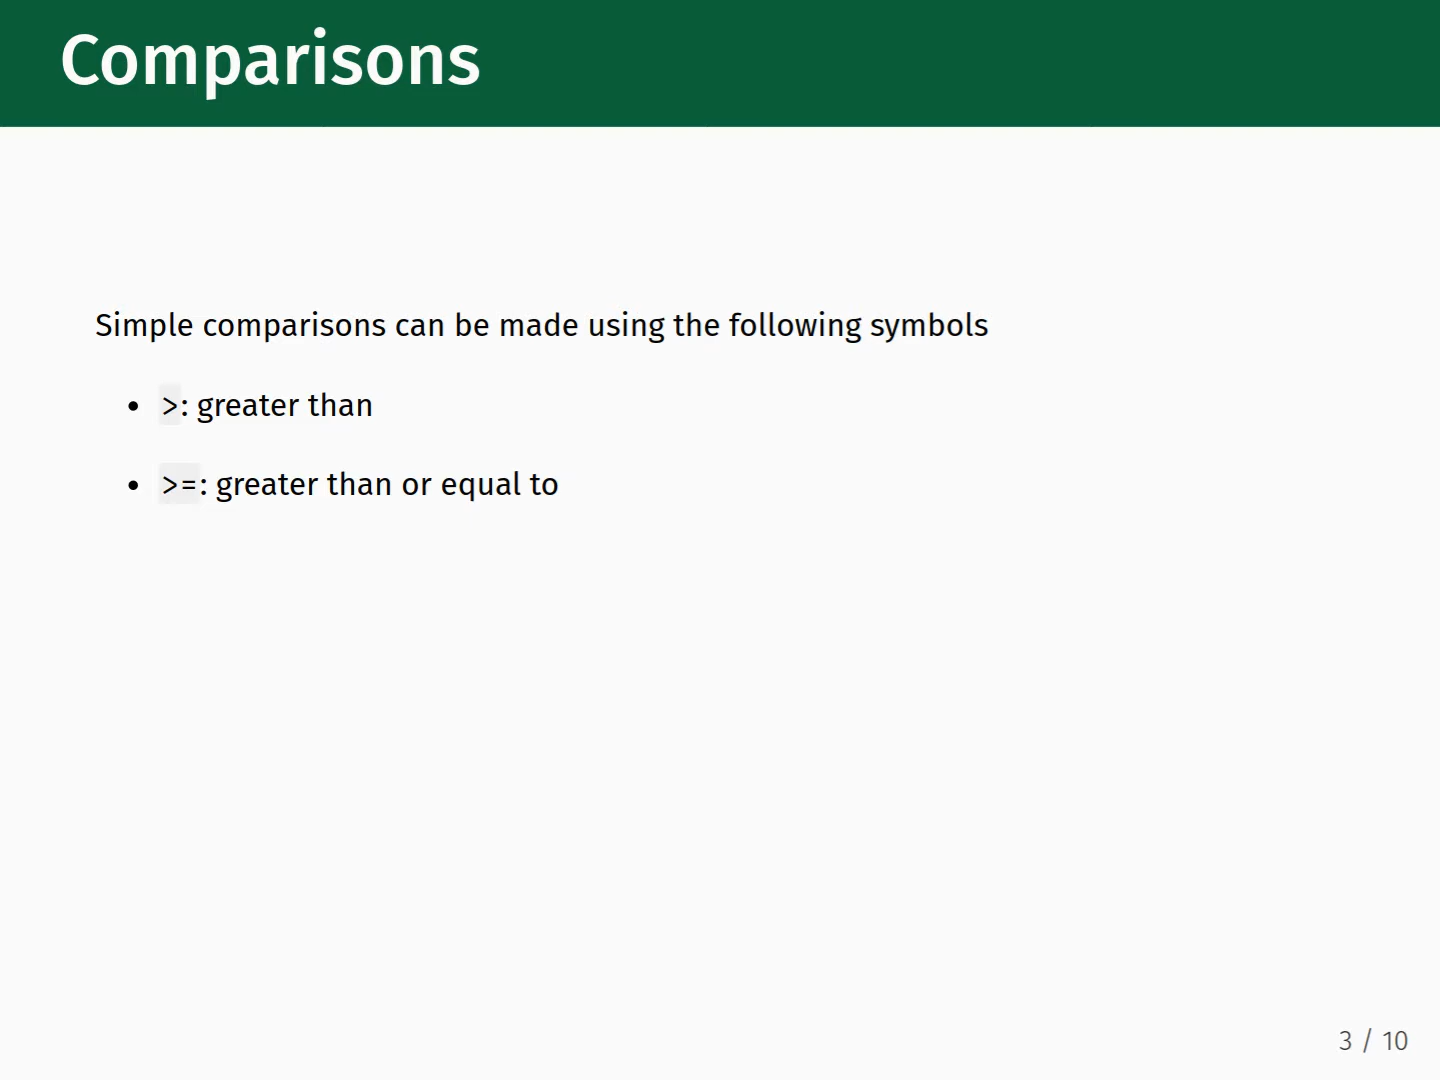 Comparisons
Simple comparisons can be made using the following symbols
• >: greater than
• >=: greater than or equal to
3 / 10